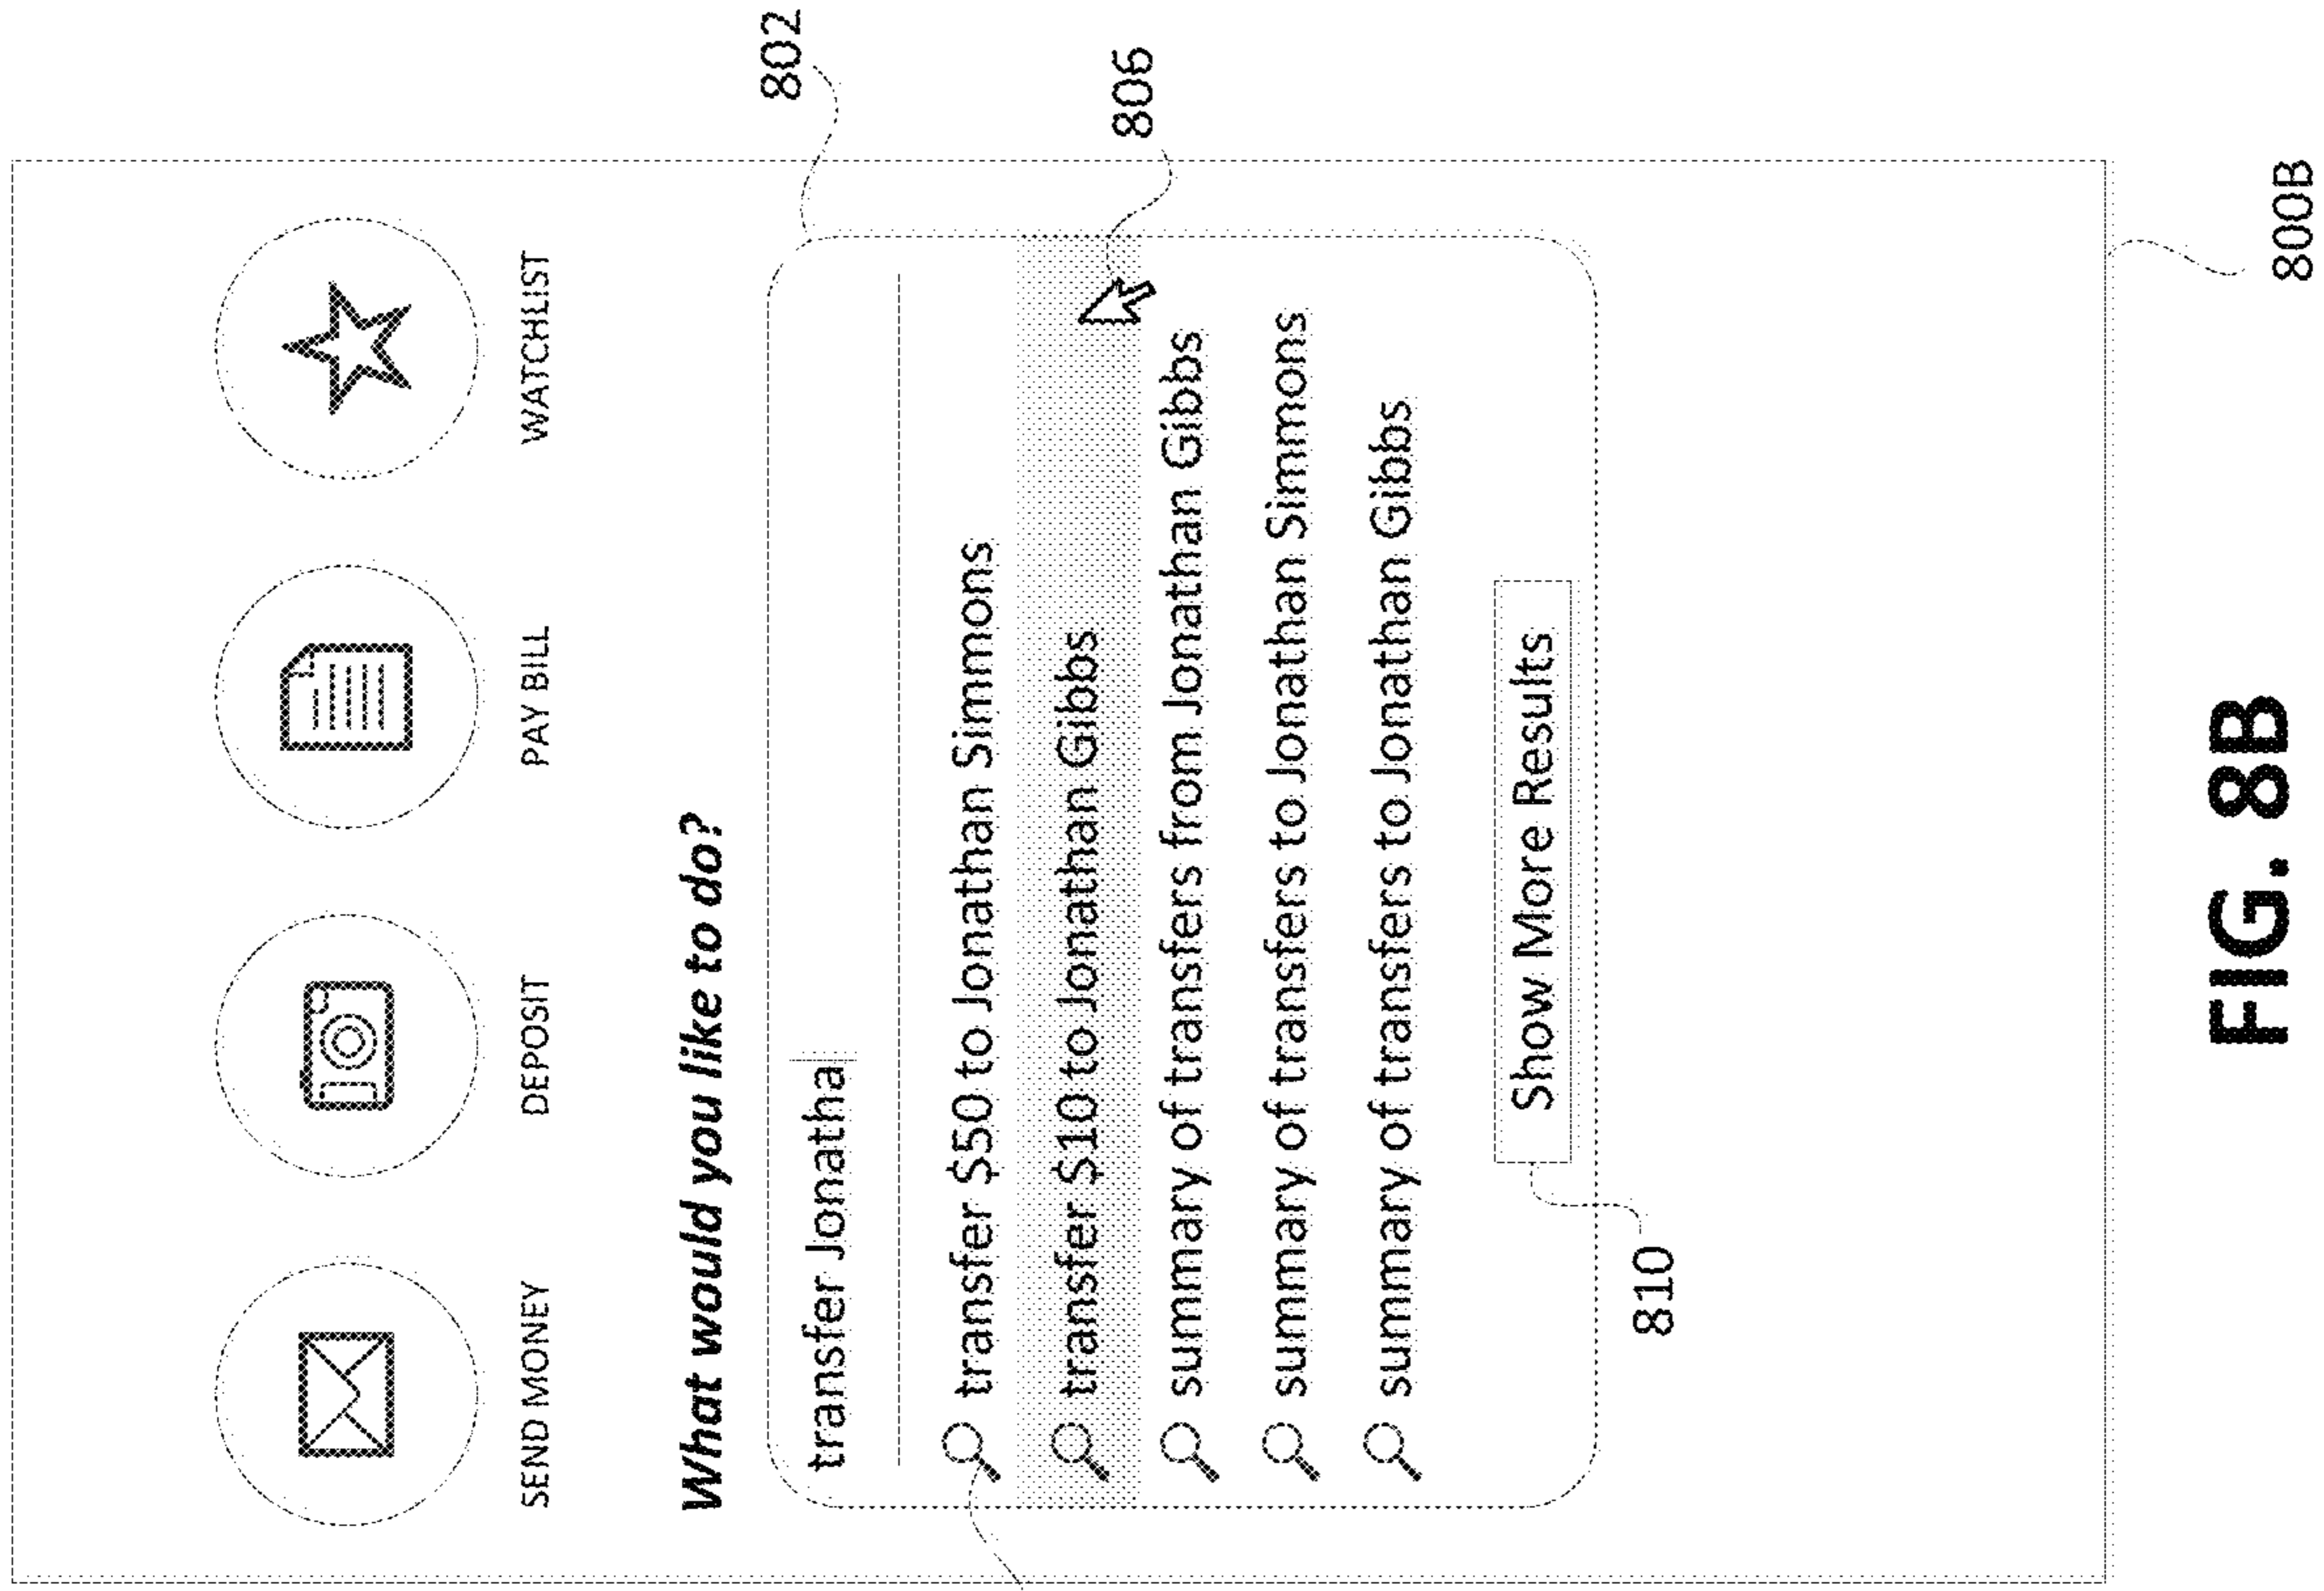 SEND MONEY
DEPOSIT
PAY BILL
WATCHLIST
What would you like to do?
802
transfer Jonatha
transfer $50 to Jonathan Simmons
transfer $10 to Jonathan Gibbs
806
summary of transfers from Jonathan Gibbs
summary of transfers to Jonathan Simmons
summary of transfers to Jonathan Gibbs
Show More Results
810
800B
FIG. 8B